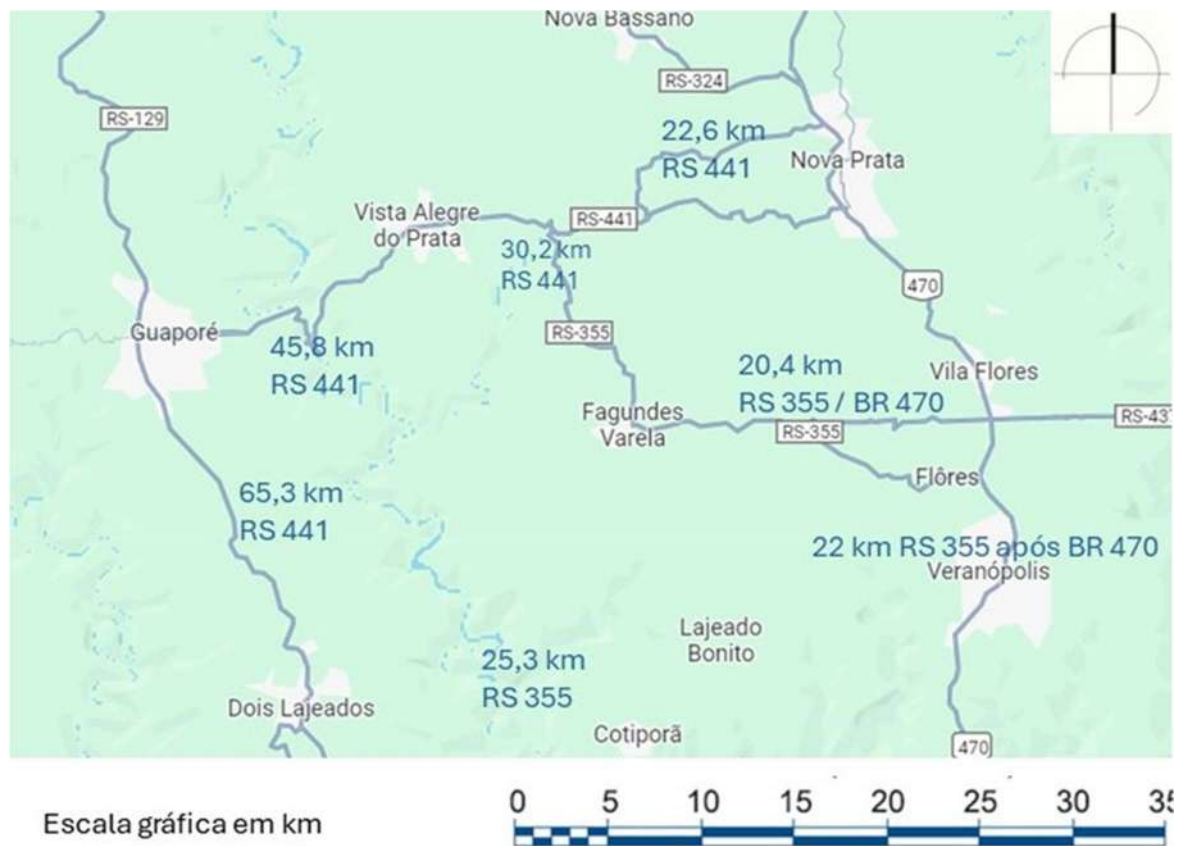 Nova Bassano
RS-324
RS-129
22,6 km
RS 441
Nova Prata
Vista Alegre
do Prata
RS-441
30,2 km
RS 441
470
Guaporé
RS-355
45,8 km
RS 441
20,4 km
RS 355 / BR 470
Vila Flores
Fagundes
Varela
RS-355
RS-43
Flôres
65,3 km
RS 441
22 km RS 355 após BR 470
Veranópolis
Lajeado
Bonito
25,3 km
RS 355
Dois Lajeados
Cotiporã
470
Escala gráfica em km
0 5 10 15 20 25 30 35